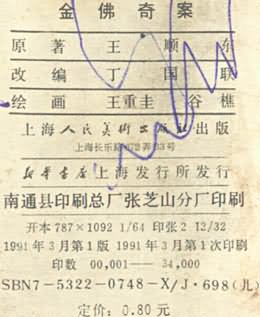 金佛奇案
原著 王顺东
改编 丁国联
绘画 王重圭 谷樵
上海人民美術出版社出版
上海长乐路672弄33号
新华書店上海发行所发行
南通县印刷总厂张芝山分厂印刷
开本787×1092 1/64 印张2 12/32
1991年3月第1版 1991年3月第1次印刷
印数 00,001—34,000
SBN7-5322-0748-X/J·698(儿)
定价:0.80元